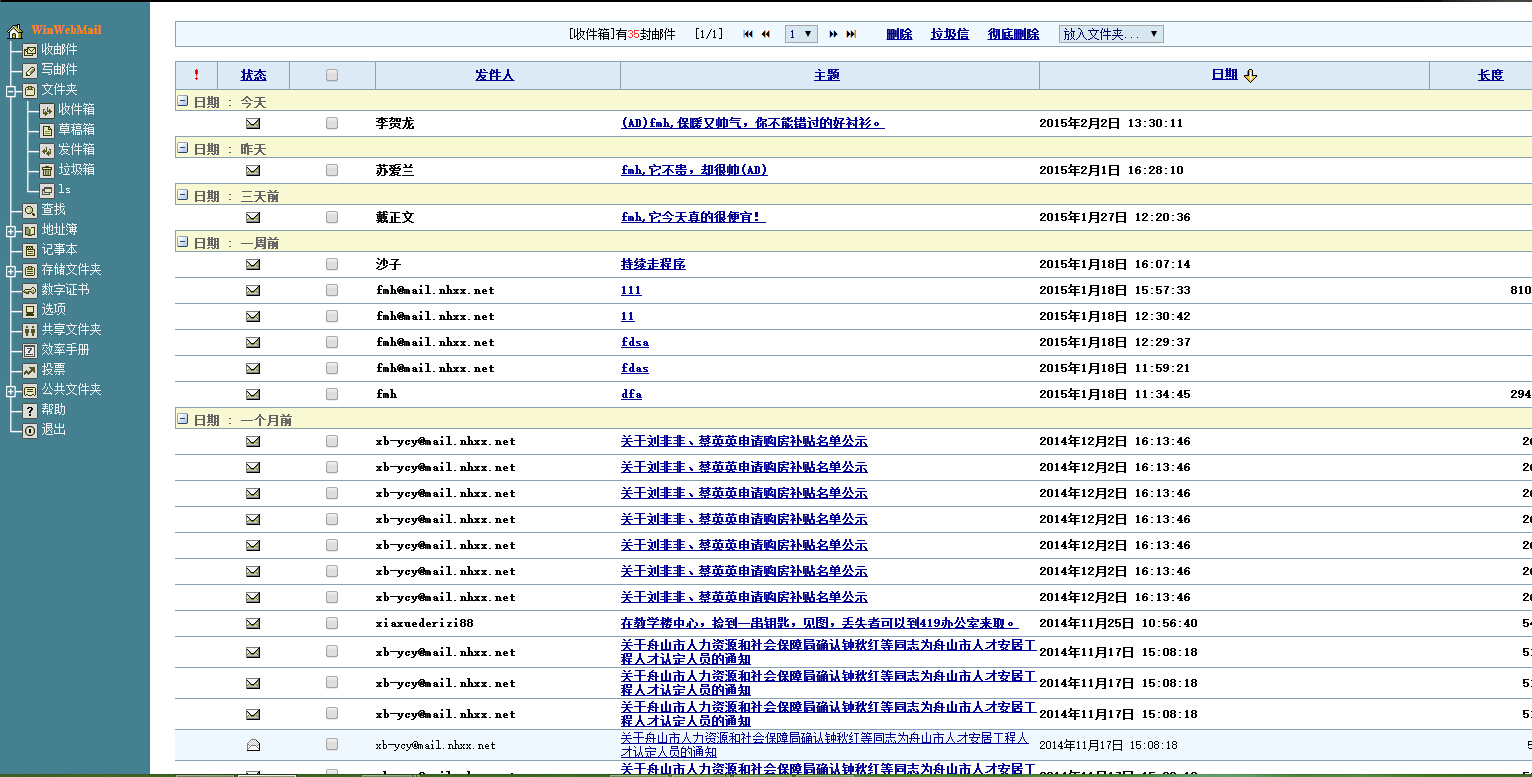 WinWebMail
收邮件
写邮件
文件夹
收件箱
草稿箱
发件箱
垃圾箱
ls
查找
地址簿
记事本
存储文件夹
数字证书
选项
共享文件夹
效率手册
投票
公共文件夹
帮助
退出
[收件箱]有35封邮件 [1/1] 1 删除 垃圾信 彻底删除 放入文件夹...
! 状态 发件人 主题 日期 长度
日期 : 今天
李贺龙 (AD)fmh,保暖又帅气，你不能错过的好衬衫。 2015年2月2日 13:30:11
日期 : 昨天
苏爱兰 fmh,它不贵，却很帅(AD) 2015年2月1日 16:28:10
日期 : 三天前
戴正文 fmh,它今天真的很便宜！ 2015年1月27日 12:20:36
日期 : 一周前
沙子 持续走程序 2015年1月18日 16:07:14
fmh@mail.nhxx.net 111 2015年1月18日 15:57:33 810
fmh@mail.nhxx.net 11 2015年1月18日 12:30:42
fmh@mail.nhxx.net fdsa 2015年1月18日 12:29:37
fmh@mail.nhxx.net fdas 2015年1月18日 11:59:21
fmh dfa 2015年1月18日 11:34:45 294
日期 : 一个月前
xb-ycy@mail.nhxx.net 关于刘非非、蔡英英申请购房补贴名单公示 2014年12月2日 16:13:46
xb-ycy@mail.nhxx.net 关于刘非非、蔡英英申请购房补贴名单公示 2014年12月2日 16:13:46
xb-ycy@mail.nhxx.net 关于刘非非、蔡英英申请购房补贴名单公示 2014年12月2日 16:13:46
xb-ycy@mail.nhxx.net 关于刘非非、蔡英英申请购房补贴名单公示 2014年12月2日 16:13:46
xb-ycy@mail.nhxx.net 关于刘非非、蔡英英申请购房补贴名单公示 2014年12月2日 16:13:46
xb-ycy@mail.nhxx.net 关于刘非非、蔡英英申请购房补贴名单公示 2014年12月2日 16:13:46
xb-ycy@mail.nhxx.net 关于刘非非、蔡英英申请购房补贴名单公示 2014年12月2日 16:13:46
xiaxuederizi88 在教学楼中心，捡到一串钥匙，见图，丢失者可以到419办公室来取。 2014年11月25日 10:56:40
xb-ycy@mail.nhxx.net 关于舟山市人力资源和社会保障局确认钟秋红等同志为舟山市人才安居工 2014年11月17日 15:08:18
程人才认定人员的通知
xb-ycy@mail.nhxx.net 关于舟山市人力资源和社会保障局确认钟秋红等同志为舟山市人才安居工 2014年11月17日 15:08:18
程人才认定人员的通知
xb-ycy@mail.nhxx.net 关于舟山市人力资源和社会保障局确认钟秋红等同志为舟山市人才安居工 2014年11月17日 15:08:18
程人才认定人员的通知
xb-ycy@mail.nhxx.net 关于舟山市人力资源和社会保障局确认钟秋红等同志为舟山市人才安居工程人 2014年11月17日 15:08:18
才认定人员的通知
关于舟山市人力资源和社会保障局确认钟秋红等同志为舟山市人才安居工